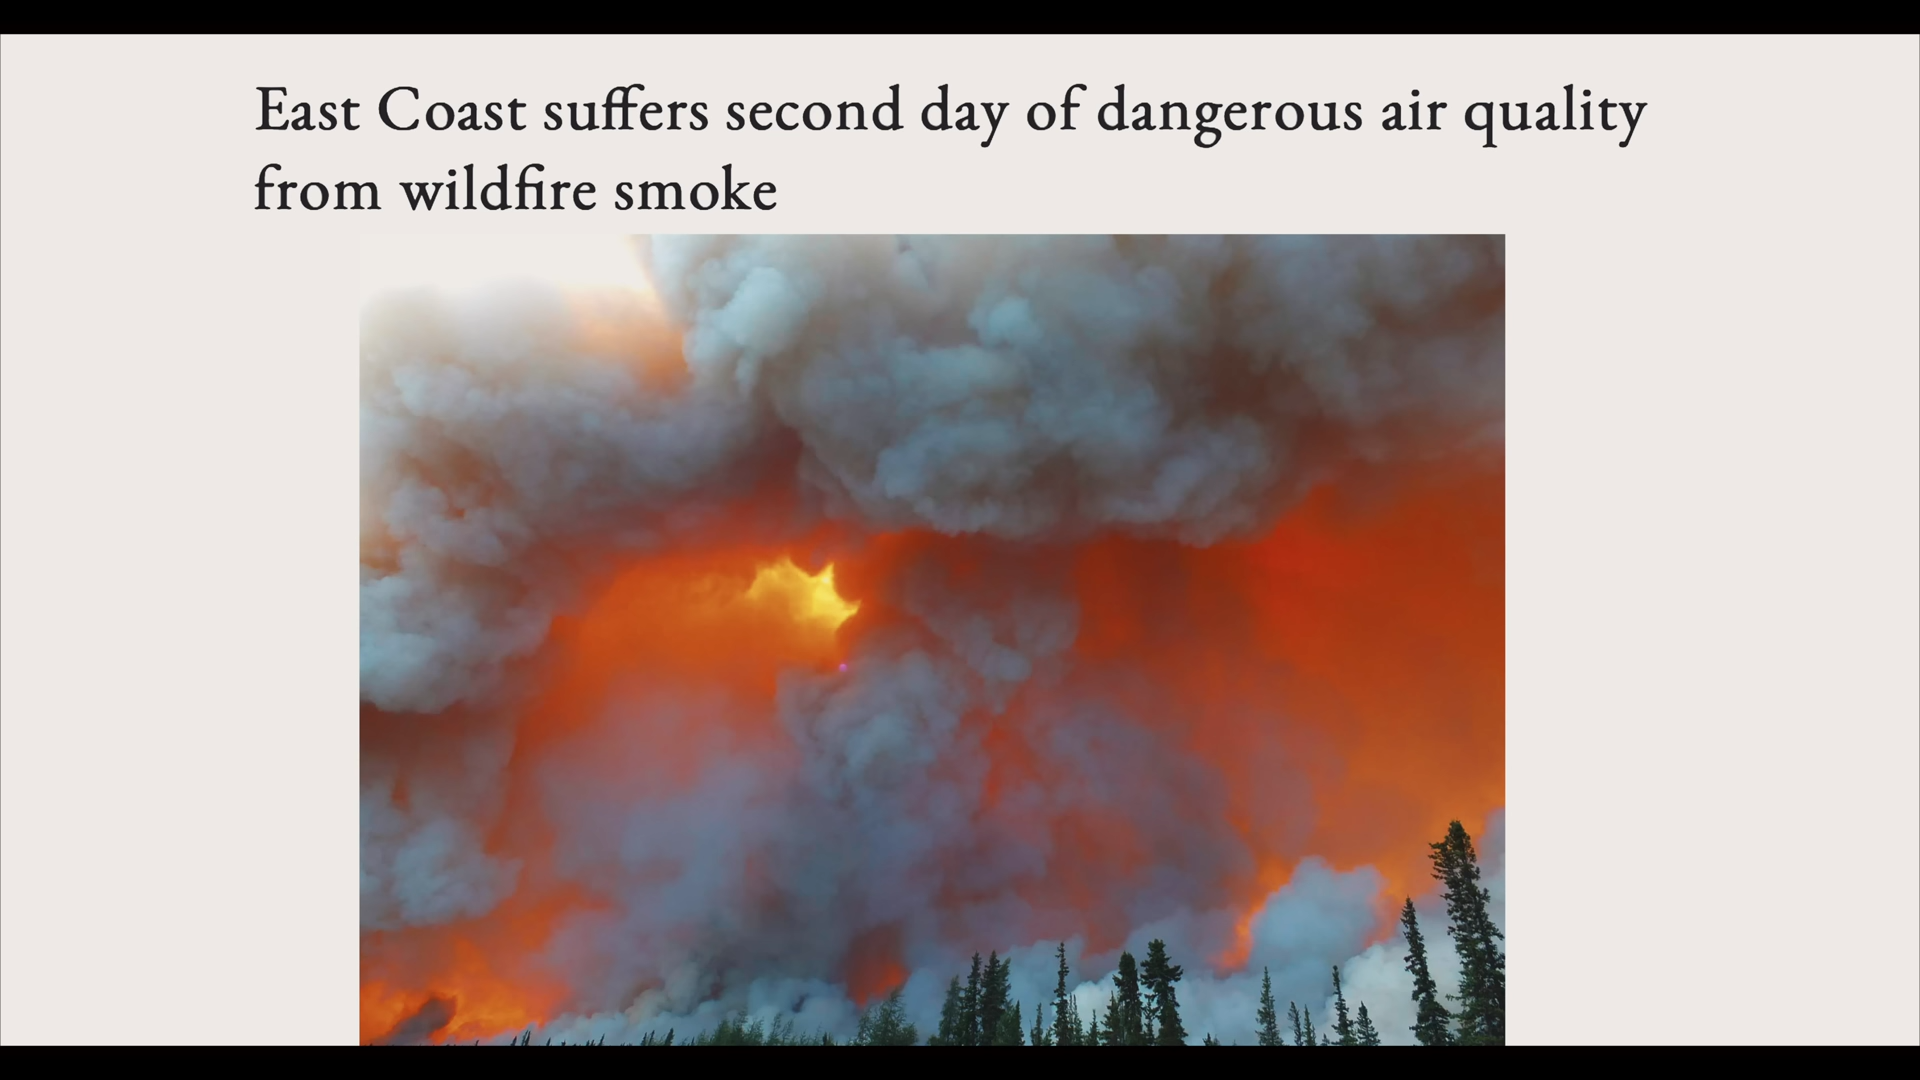 East Coast suffers second day of dangerous air quality
from wildfire smoke